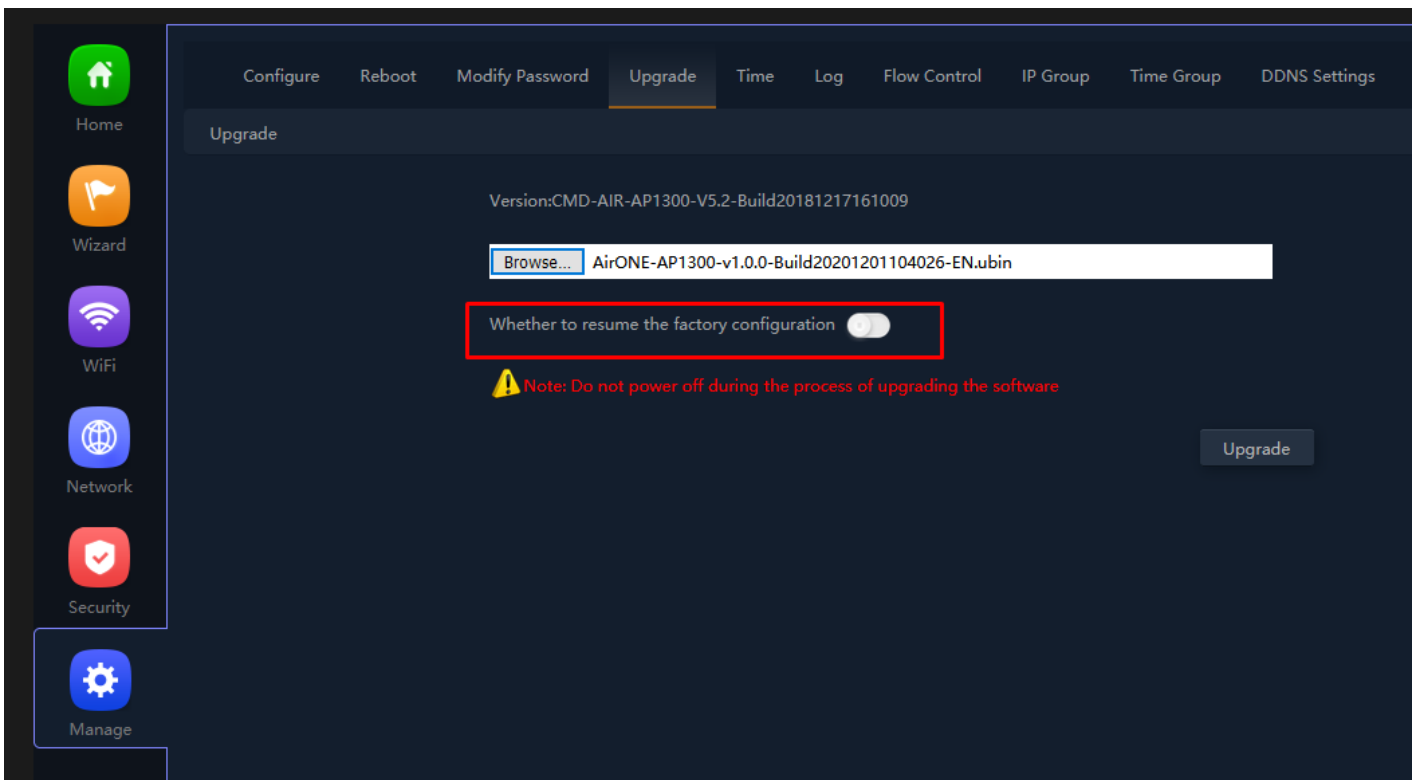 Configure Reboot Modify Password Upgrade Time Log Flow Control IP Group Time Group DDNS Settings
Home
Upgrade
Version:CMD-AIR-AP1300-V5.2-Build20181217161009
Wizard
Browse... AirONE-AP1300-v1.0.0-Build20201201104026-EN.ubin
Whether to resume the factory configuration
WiFi
Note: Do not power off during the process of upgrading the software
Upgrade
Network
Security
Manage